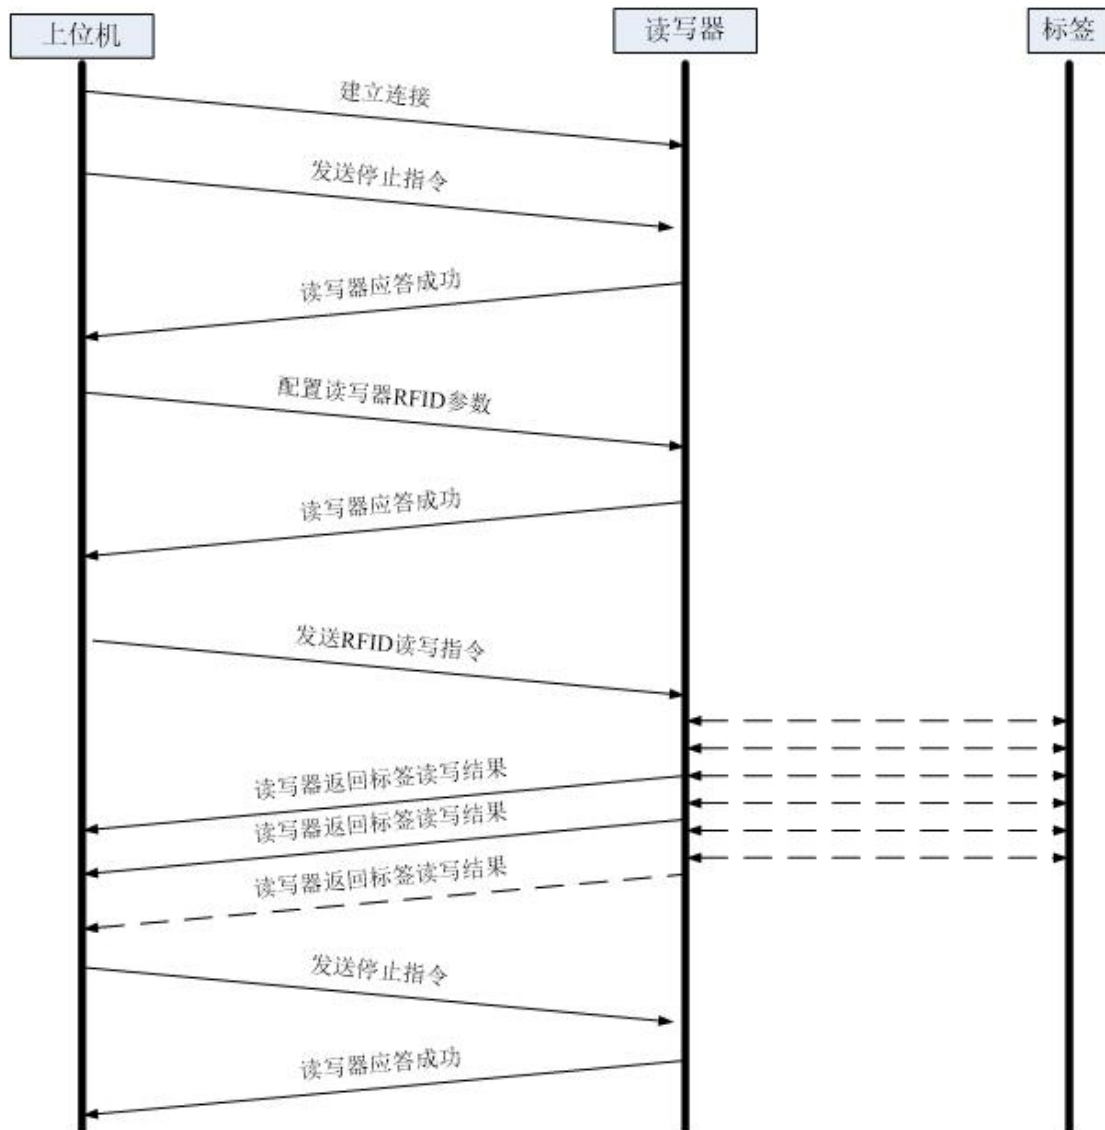 上位机
读写器
标签
建立连接
发送停止指令
读写器应答成功
配置读写器RFID参数
读写器应答成功
发送RFID读写指令
读写器返回标签读写结果
读写器返回标签读写结果
读写器返回标签读写结果
发送停止指令
读写器应答成功